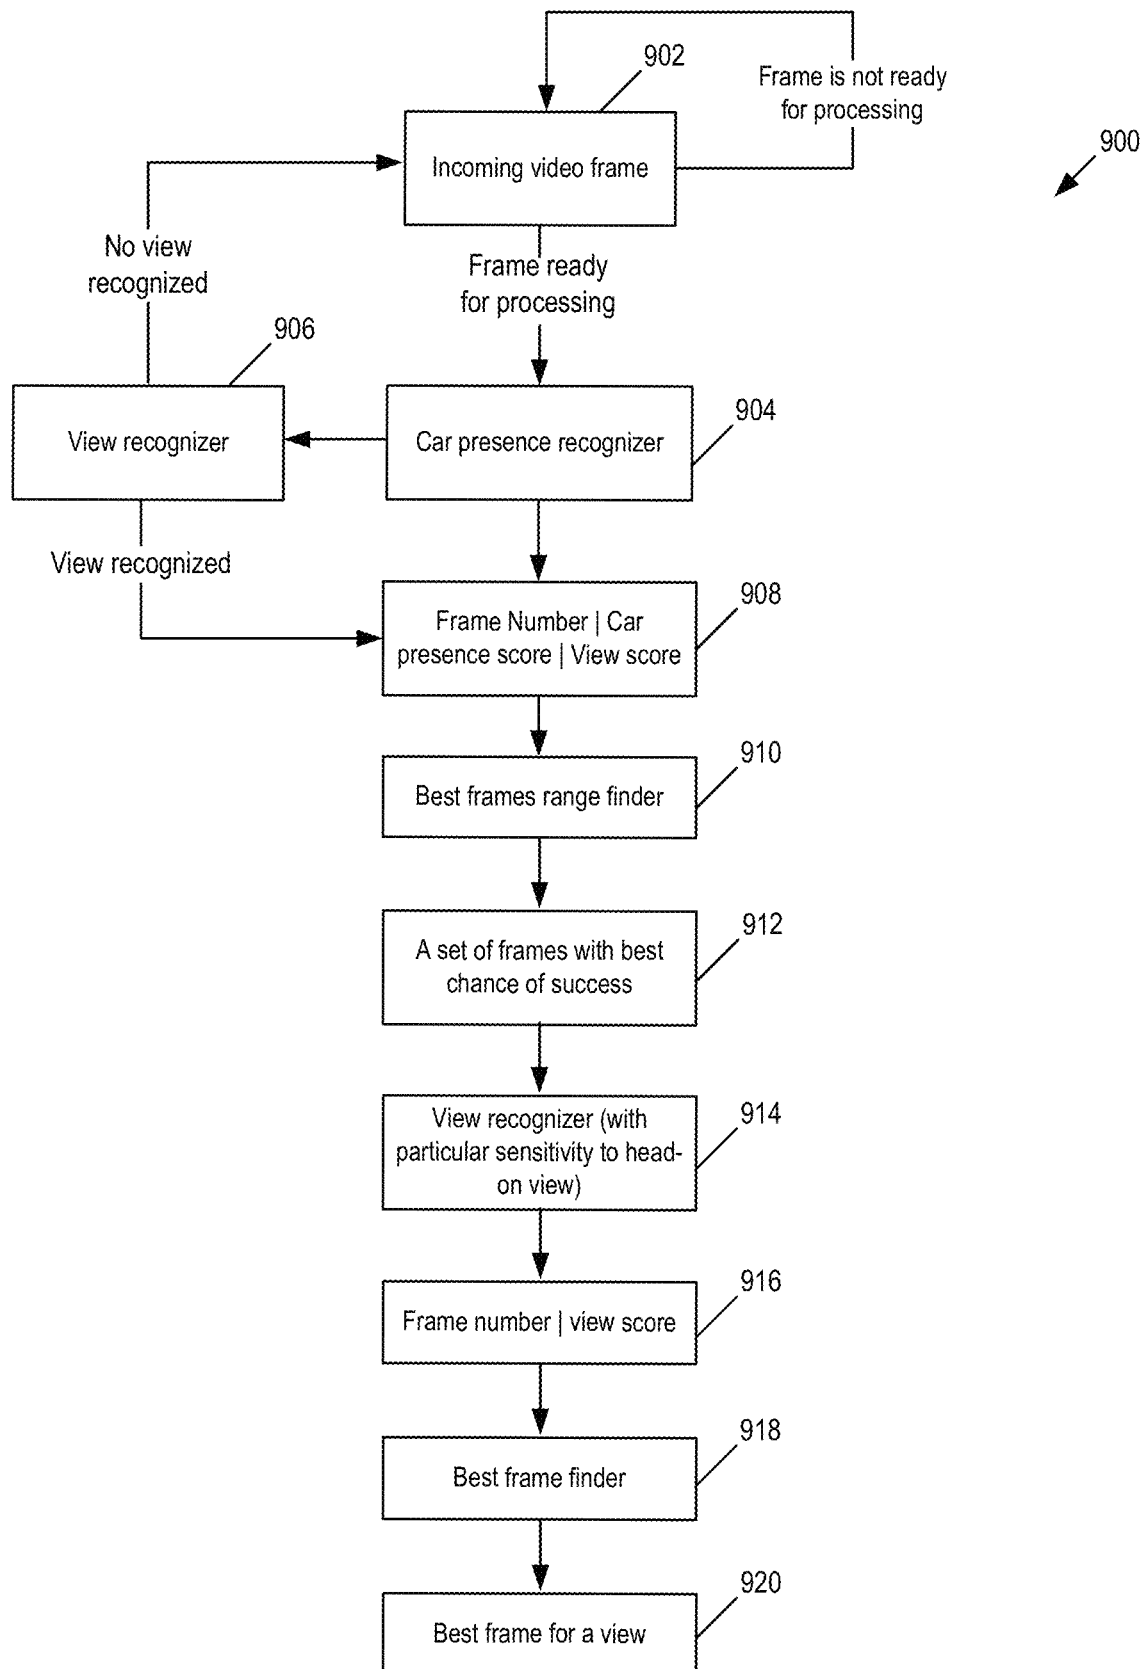 902
Frame is not ready
for processing
900
Incoming video frame
No view
recognized
Frame ready
for processing
906
904
View recognizer
Car presence recognizer
View recognized
908
Frame Number | Car
presence score | View score
910
Best frames range finder
912
A set of frames with best
chance of success
914
View recognizer (with
particular sensitivity to head-
on view)
916
Frame number | view score
918
Best frame finder
920
Best frame for a view